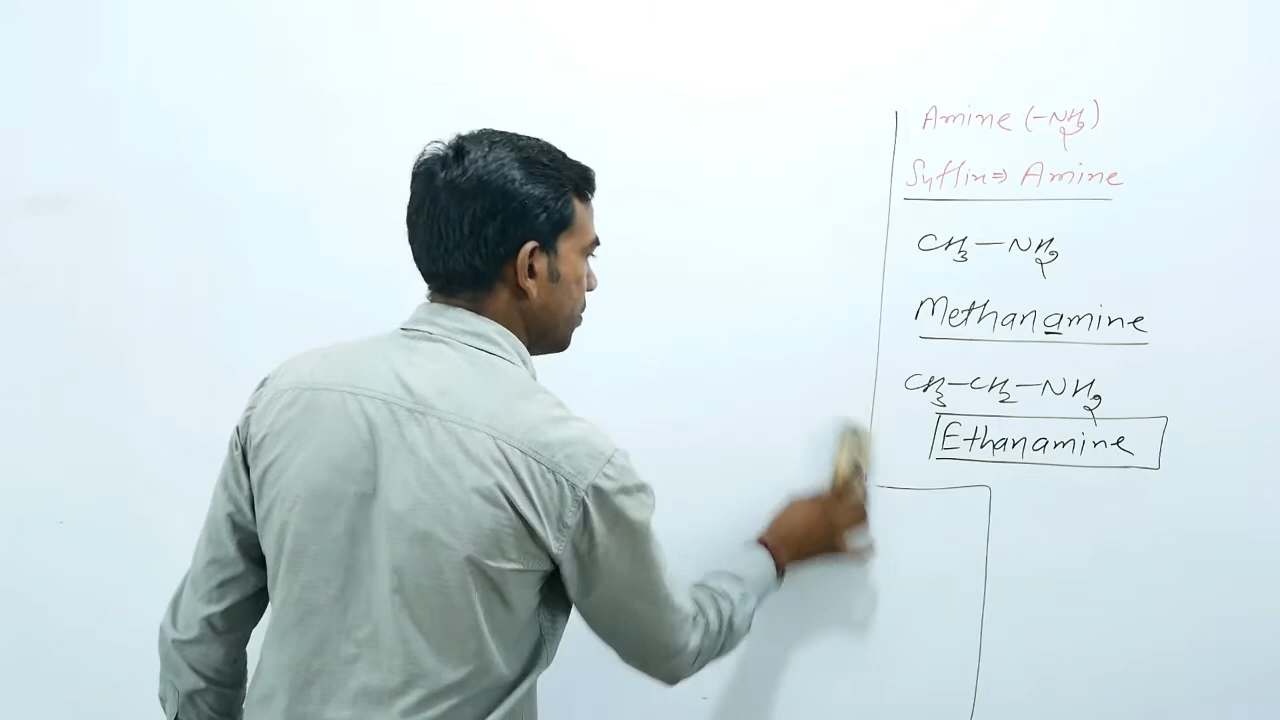 Amine (-NH₂)
Suffix ⇒ Amine
CH₃-NH₂
Methanamine
CH₃-CH₂-NH₂
Ethanamine